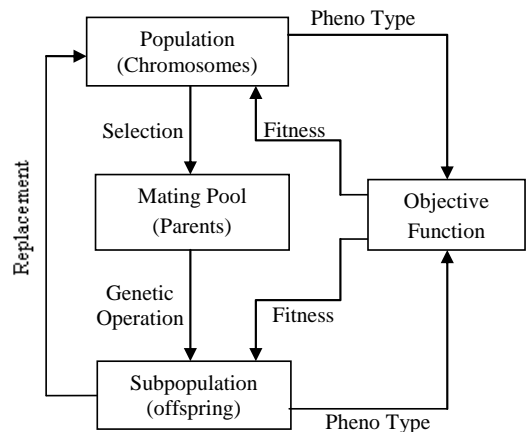 Pheno Type
Population
(Chromosomes)
Selection
Fitness
Replacement
Mating Pool
(Parents)
Objective
Function
Genetic
Operation
Fitness
Subpopulation
(offspring)
Pheno Type